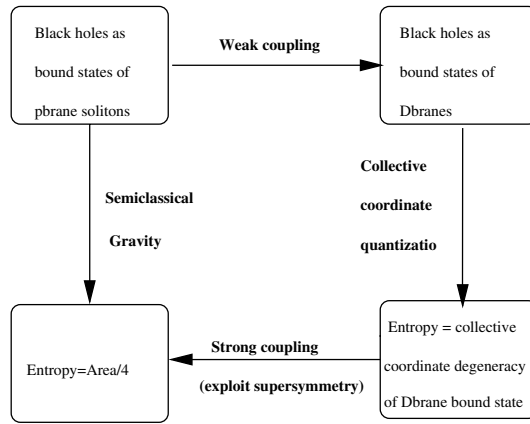 Black holes as
bound states of
pbrane solitons
Weak coupling
Black holes as
bound states of
Dbranes
Semiclassical
Gravity
Collective
coordinate
quantizatio
Entropy=Area/4
Strong coupling
(exploit supersymmetry)
Entropy = collective
coordinate degeneracy
of Dbrane bound state